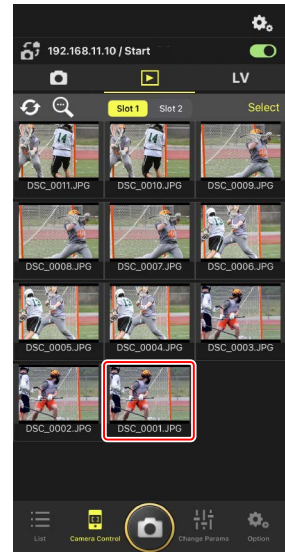 192.168.11.10 / Start
LV
Slot 1 Slot 2 Select
DSC_0011.JPG DSC_0010.JPG DSC_0009.JPG
DSC_0008.JPG DSC_0007.JPG DSC_0006.JPG
DSC_0005.JPG DSC_0004.JPG DSC_0003.JPG
DSC_0002.JPG DSC_0001.JPG
List Camera Control Change Params Option